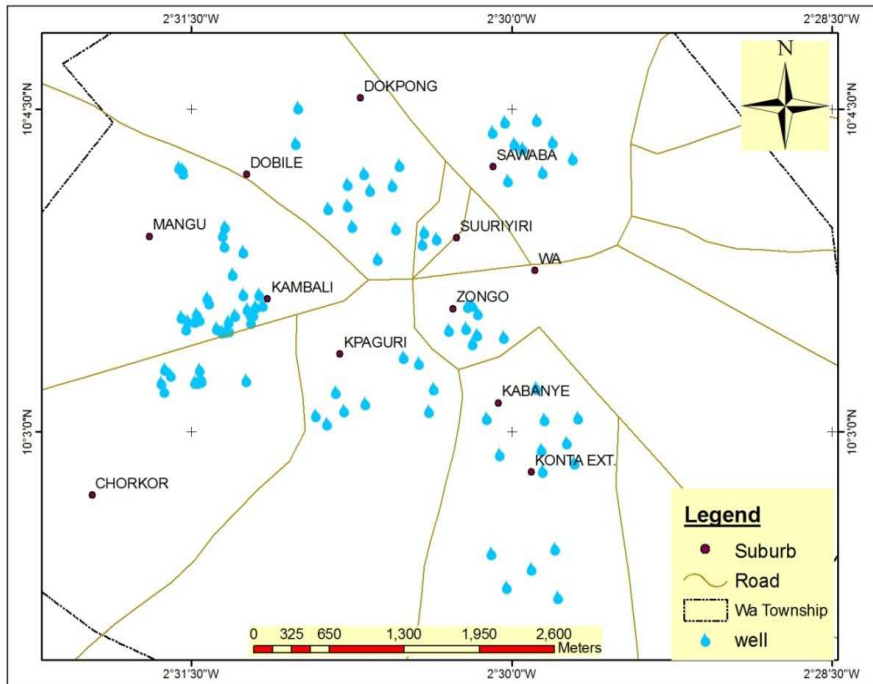 2°31'30"W 2°30'0"W 2°28'30"W
N
DOKPONG
10°4'30"N 10°4'30"N
SAWABA
DOBILE
MANGU
SUURIYIRI
WA
KAMBALI
ZONGO
KPAGURI
KABANYE
10°3'0"N 10°3'0"N
KONTA EXT.
CHORKOR
Legend
Suburb
Road
Wa Township
well
0 325 650 1,300 1,950 2,600
Meters
2°31'30"W 2°30'0"W 2°28'30"W